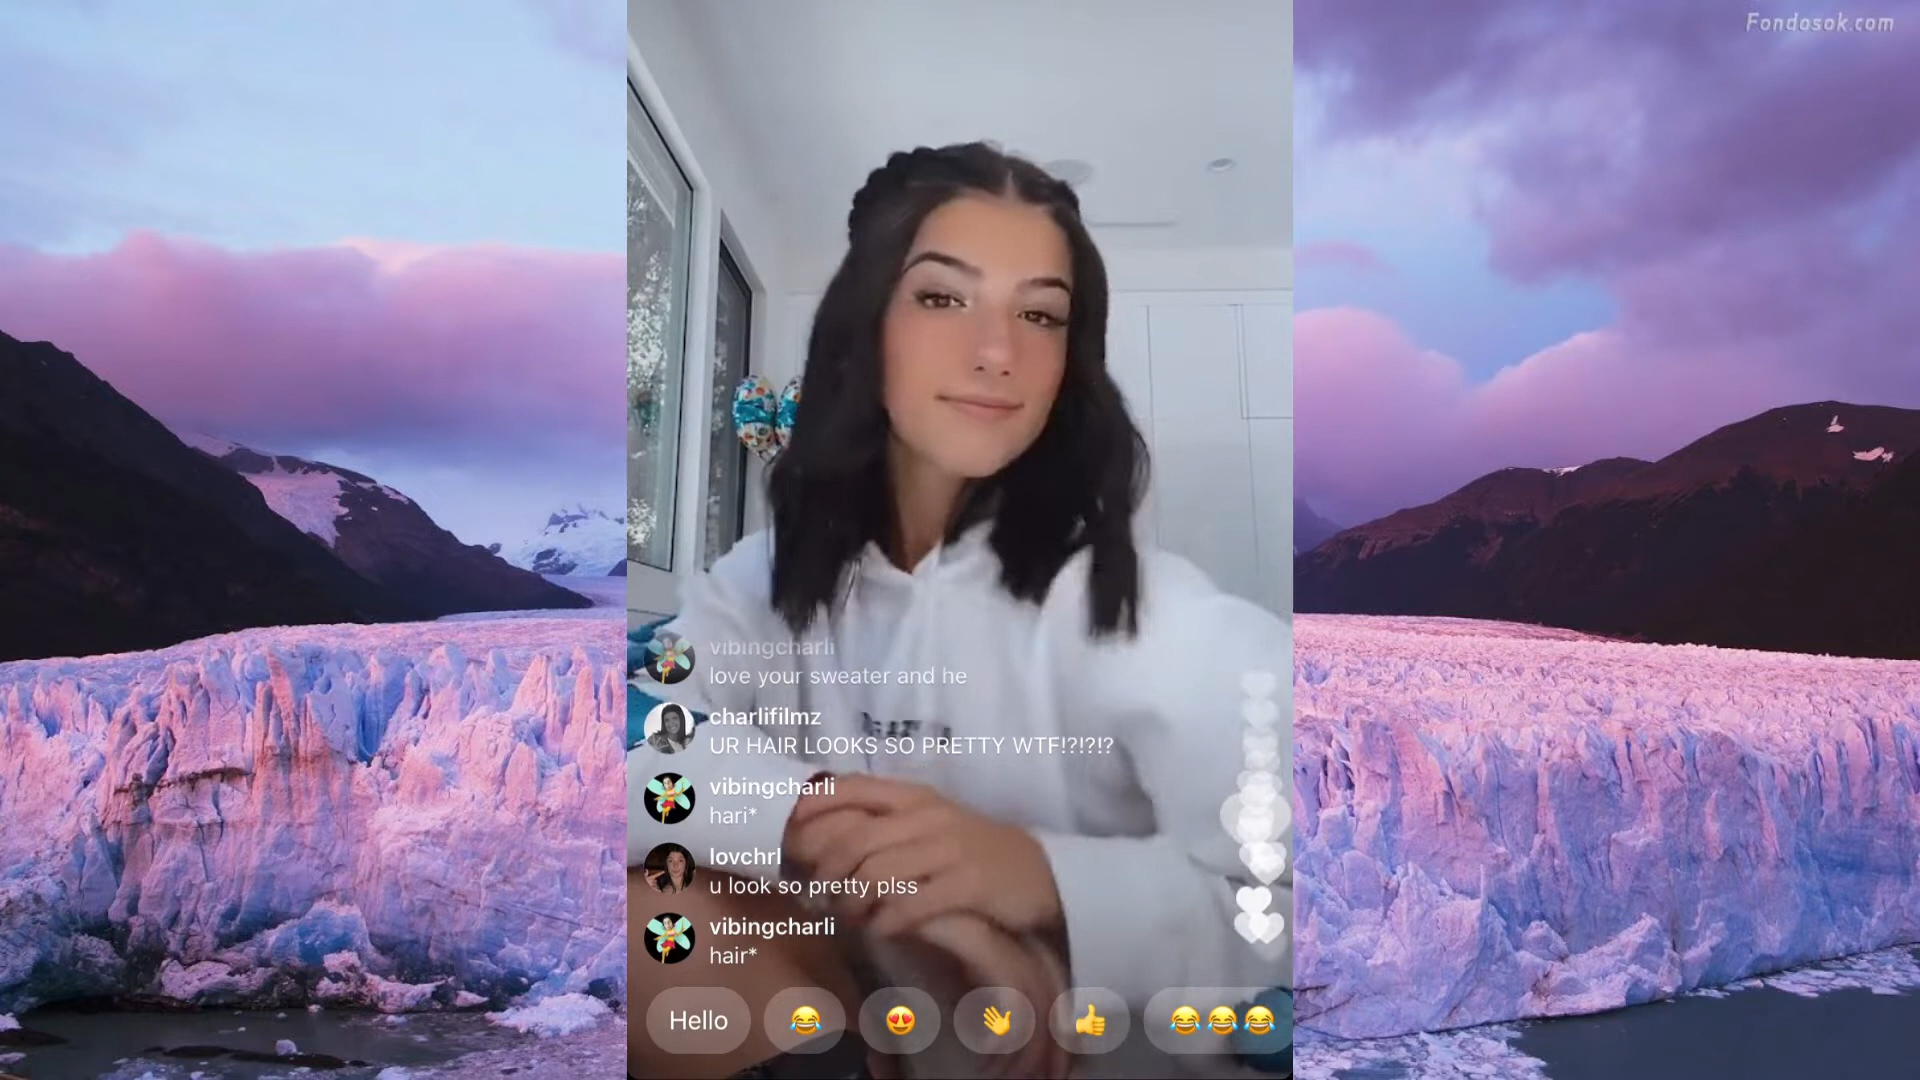 Fondosok.com
vibingcharli
love your sweater and he
charlifilmz
UR HAIR LOOKS SO PRETTY WTF!?!?!?
vibingcharli
hari*
lovchrl
u look so pretty plss
vibingcharli
hair*
Hello